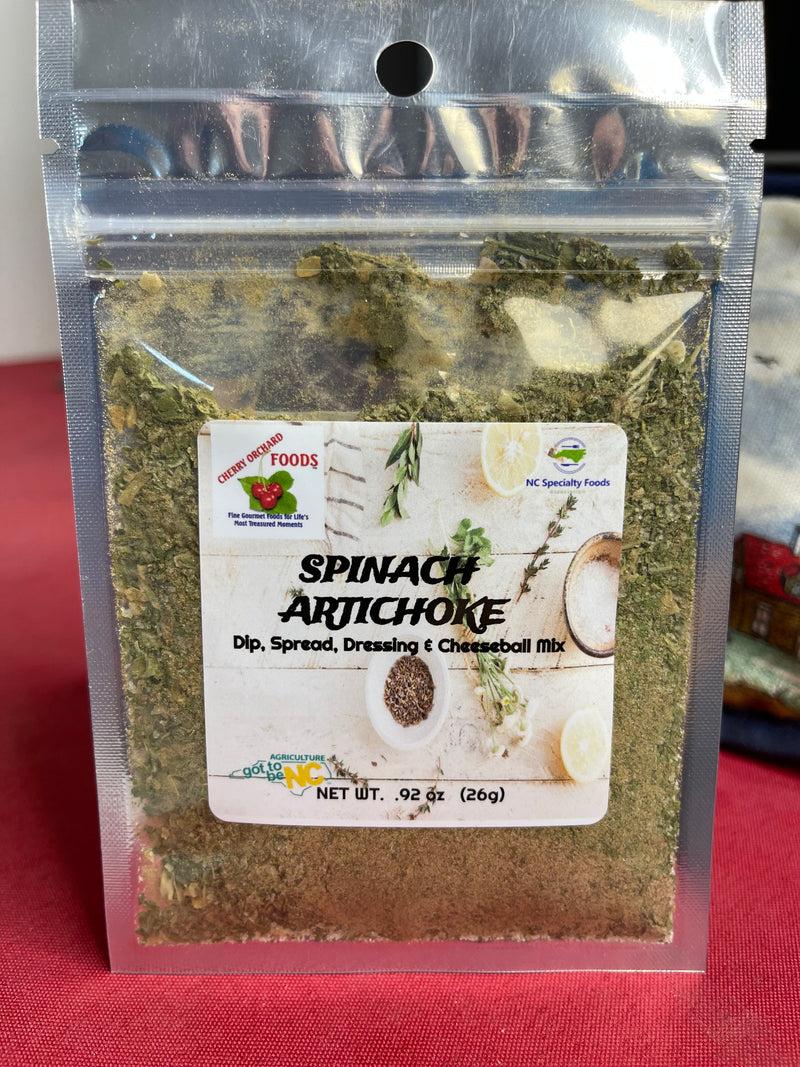 CHERRY ORCHARD
FOODS
Fine Gourmet Foods for Life's
Most Treasured Moments
NC Specialty Foods
ASSOCIATION
SPINACH
ARTICHOKE
Dip, Spread, Dressing & Cheeseball Mix
AGRICULTURE
got to
be NC
NET WT. .92 oz (26g)